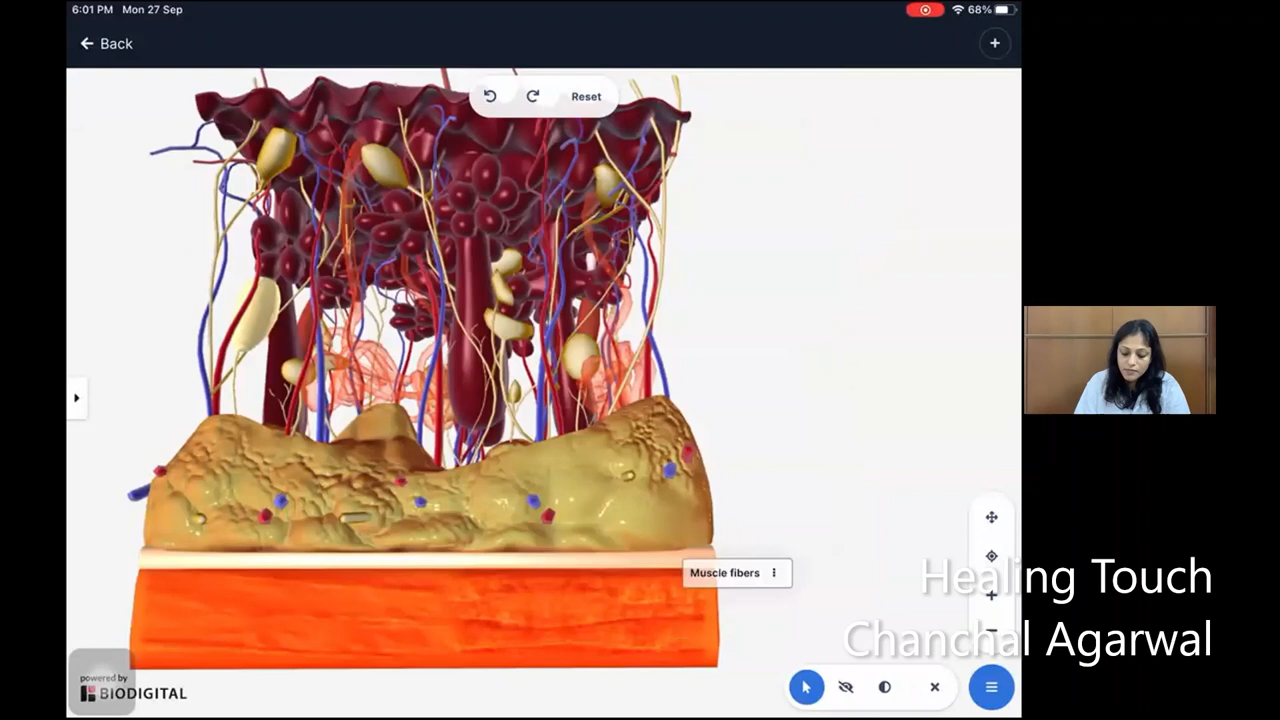 6:01 PM Mon 27 Sep
68%
Back
Reset
Muscle fibers
Healing Touch
Chanchal Agarwal
powered by
BIODIGITAL